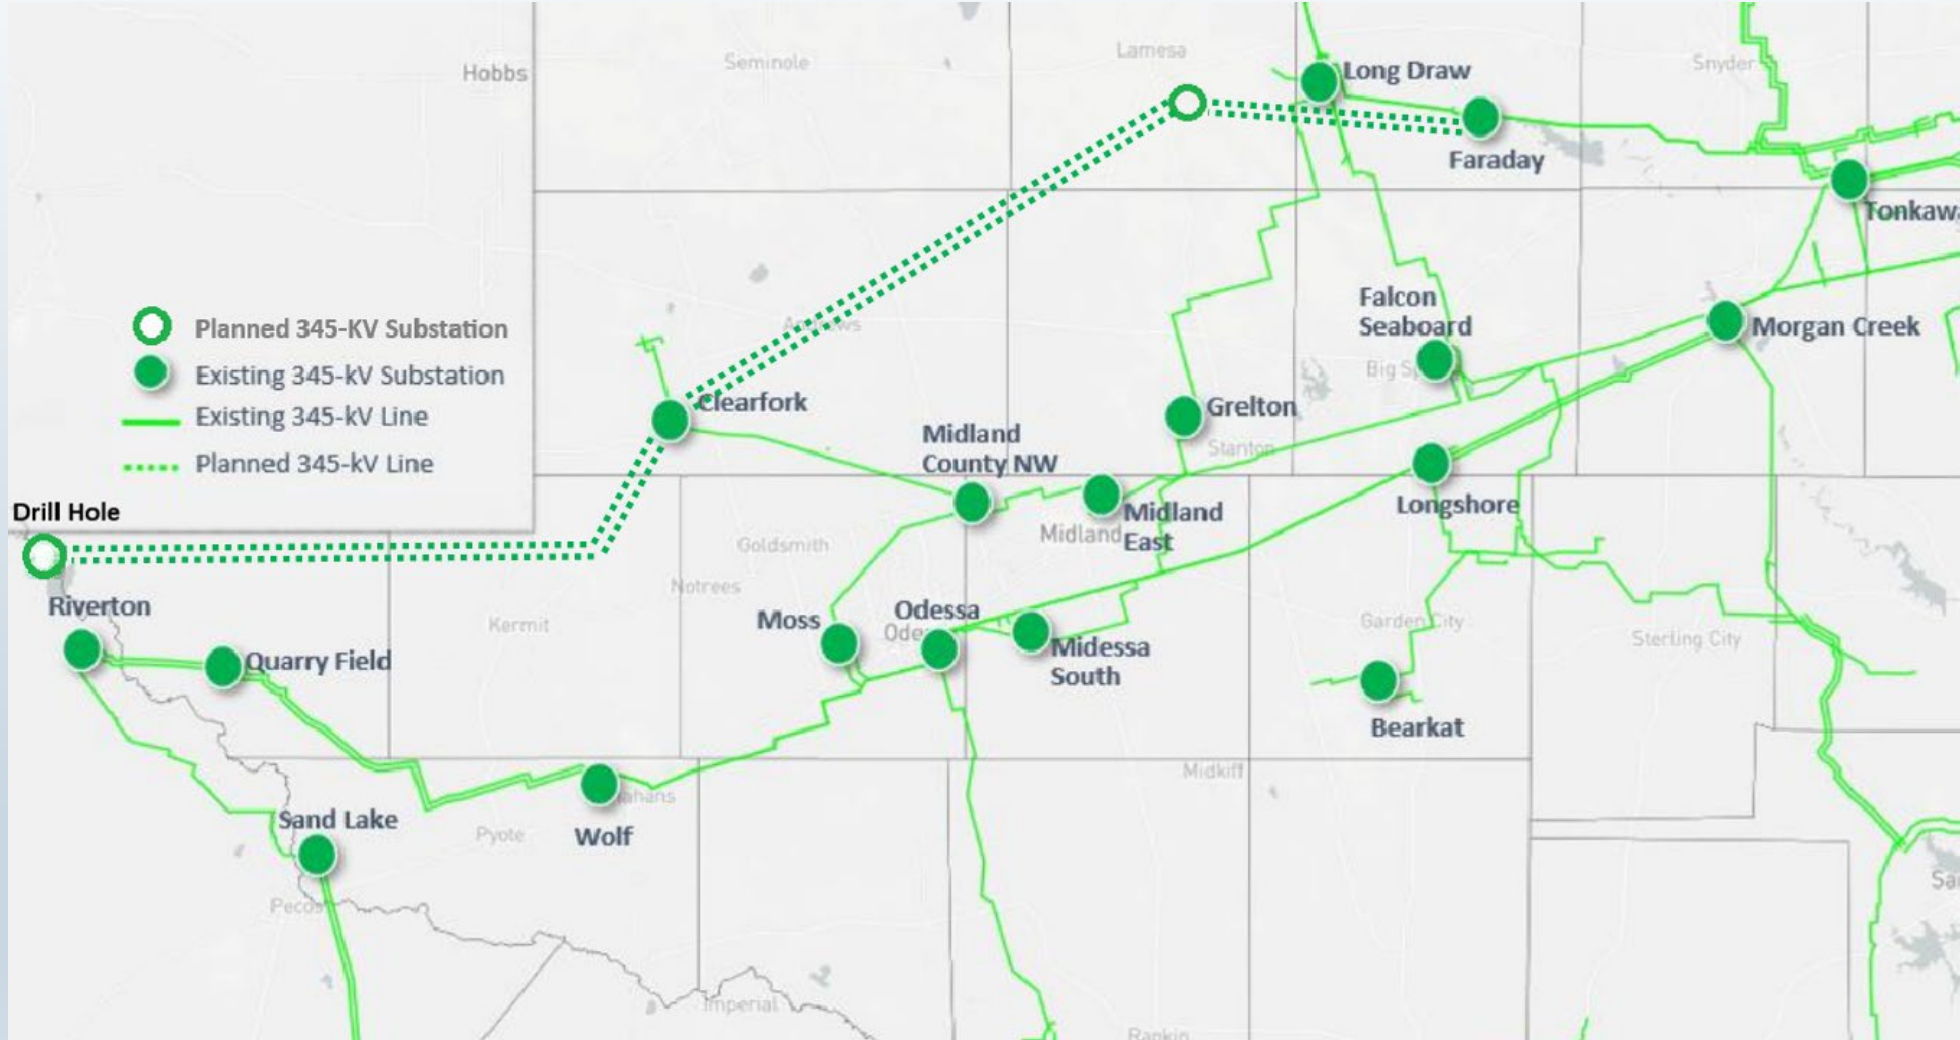 Hobbs
Seminole
Lamesa
Long Draw
Snyder
Faraday
Planned 345-KV Substation
Existing 345-kV Substation
Existing 345-kV Line
Planned 345-kV Line
Andrews
Clearfork
Falcon
Seaboard
Morgan Creek
Grelton
Stanton
Midland
County NW
Drill Hole
Midland
Midland
East
Longshore
Goldsmith
Notrees
Riverton
Kermit
Moss
Odessa
Midessa
South
Garden City
Sterling City
Quarry Field
Bearkat
Midkiff
Sand Lake
Pyote
Wolf
Pecos
Imperial
Rankin